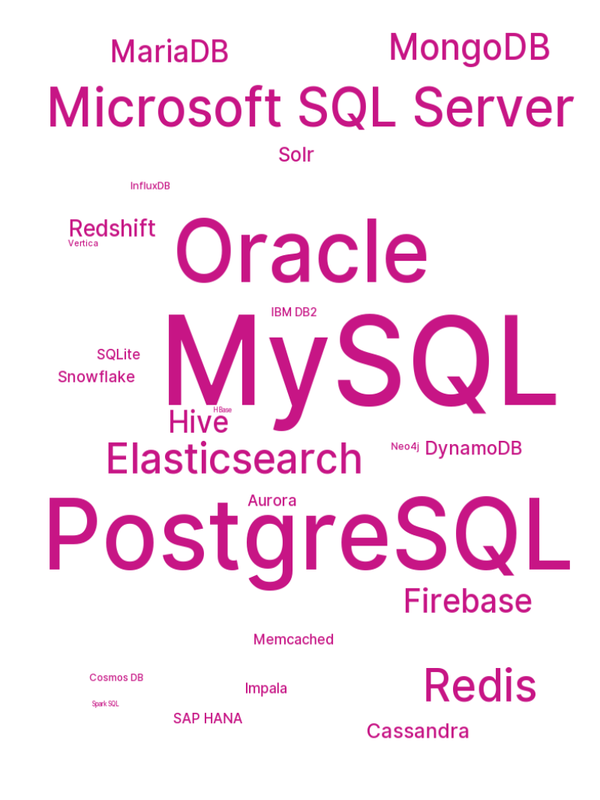 MariaDB
MongoDB
Microsoft SQL Server
Solr
InfluxDB
Redshift
Vertica
Oracle
IBM DB2
MySQL
SQLite
Snowflake
HBase
Hive
Elasticsearch
Neo4j
DynamoDB
Aurora
PostgreSQL
Firebase
Memcached
Cosmos DB
Impala
Redis
Spark SQL
SAP HANA
Cassandra